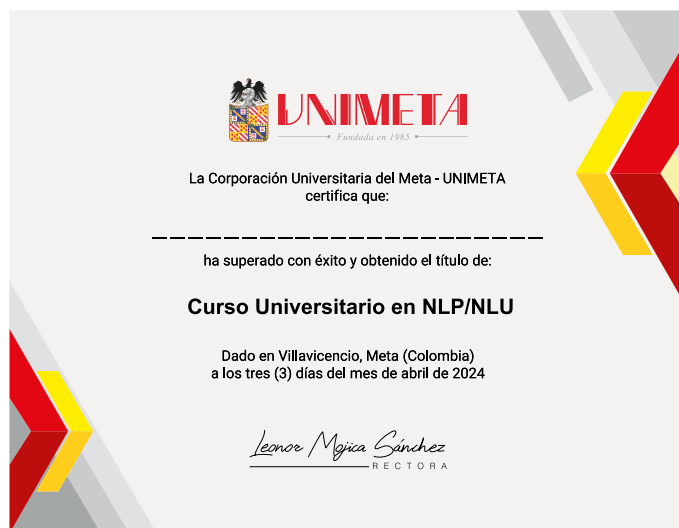 UNIMETA
Fundada en 1985
La Corporación Universitaria del Meta - UNIMETA
certifica que:
ha superado con éxito y obtenido el título de:
Curso Universitario en NLP/NLU
Dado en Villavicencio, Meta (Colombia)
a los tres (3) días del mes de abril de 2024
Leonor Mojica Sánchez
RECTORA